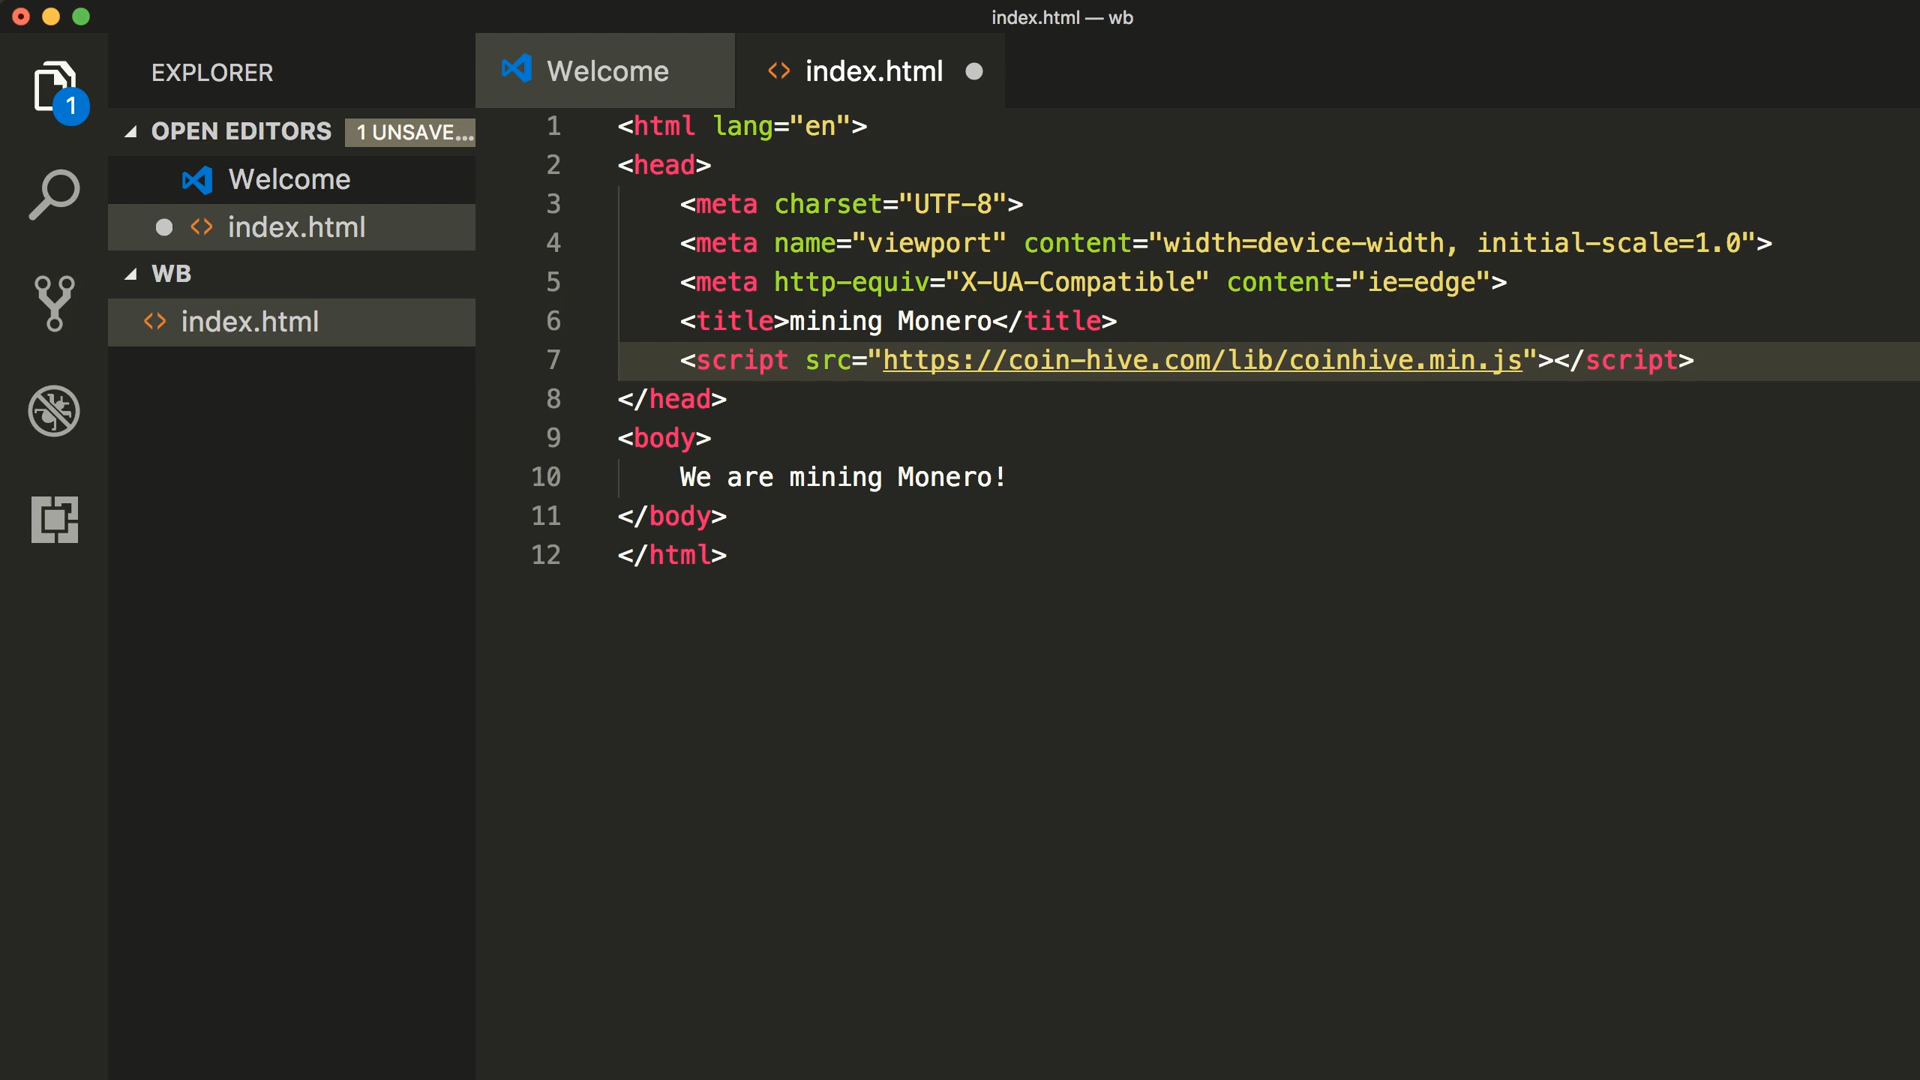 index.html — wb
EXPLORER
1
OPEN EDITORS 1 UNSAVE...
Welcome
index.html
WB
index.html
Welcome
index.html
1 <html lang="en">
2 <head>
3 <meta charset="UTF-8">
4 <meta name="viewport" content="width=device-width, initial-scale=1.0">
5 <meta http-equiv="X-UA-Compatible" content="ie=edge">
6 <title>mining Monero</title>
7 <script src="https://coin-hive.com/lib/coinhive.min.js"></script>
8 </head>
9 <body>
10 We are mining Monero!
11 </body>
12 </html>